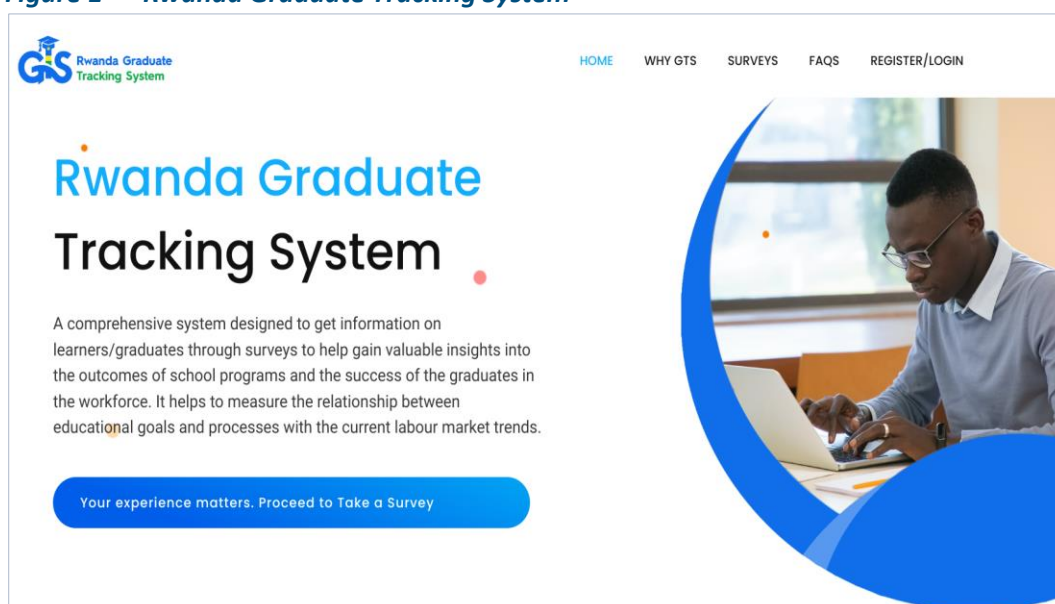 Figure 1 Rwanda Graduate Tracking System
GTS Rwanda Graduate
Tracking System
HOME WHY GTS SURVEYS FAQS REGISTER/LOGIN
Rwanda Graduate
Tracking System
A comprehensive system designed to get information on
learners/graduates through surveys to help gain valuable insights into
the outcomes of school programs and the success of the graduates in
the workforce. It helps to measure the relationship between
educational goals and processes with the current labour market trends.
Your experience matters. Proceed to Take a Survey